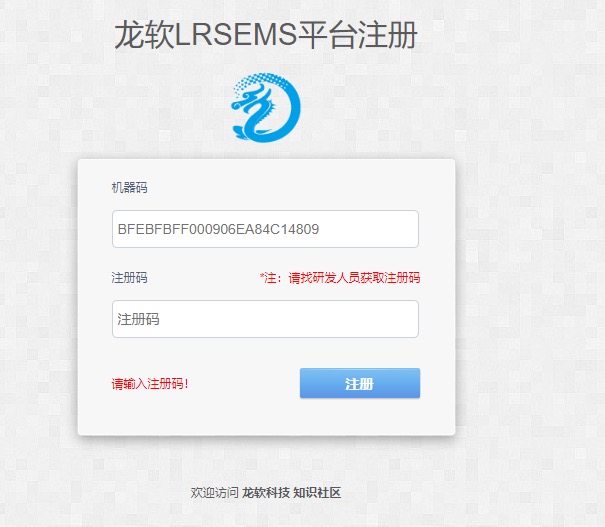 龙软LRSEMS平台注册
机器码
BFEBFBFF000906EA84C14809
注册码 *注：请找研发人员获取注册码
注册码
请输入注册码！ 注册
欢迎访问 龙软科技 知识社区